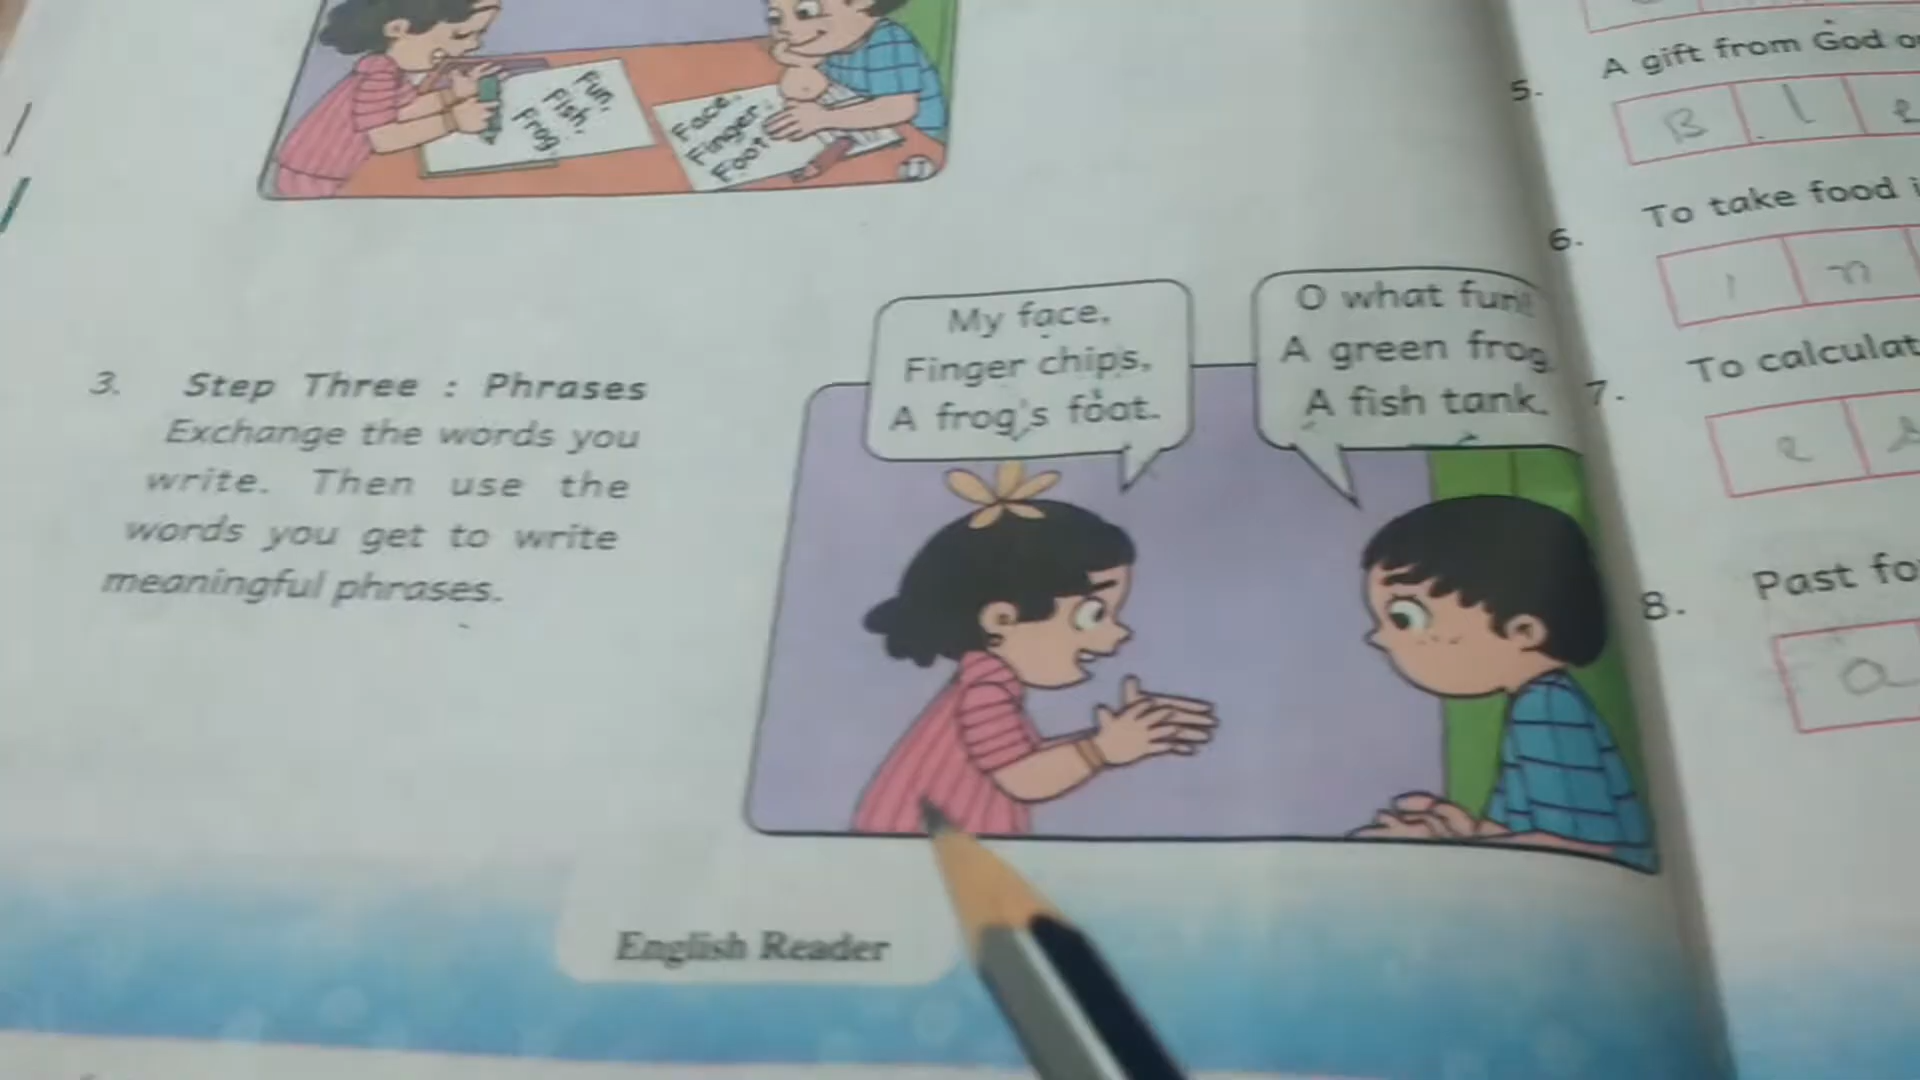 Fun,
Fish,
Frog.
Face,
Finger,
Foot
3. Step Three : Phrases
Exchange the words you
write. Then use the
words you get to write
meaningful phrases.
My face,
Finger chips,
A frog's foot.
O what fun!
A green frog,
A fish tank.
English Reader
5. A gift from God
B l e
6. To take food
i n
7. To calculat
e
8. Past fo
a